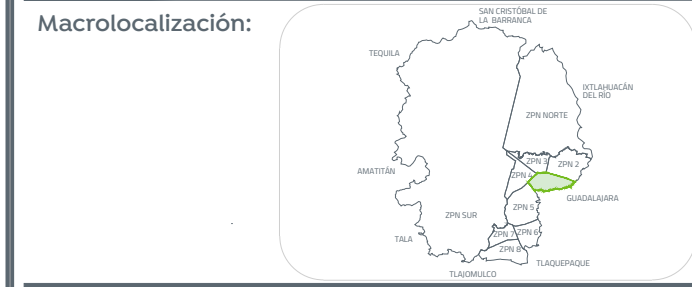 Macrolocalización:
SAN CRISTÓBAL DE
LA BARRANCA
TEQUILA
IXTLAHUACÁN
DEL RÍO
ZPN NORTE
ZPN 3
ZPN 2
AMATITÁN
ZPN 4
GUADALAJARA
ZPN 5
ZPN SUR
ZPN 7
ZPN 6
TALA
ZPN 8
TLAQUEPAQUE
TLAJOMULCO